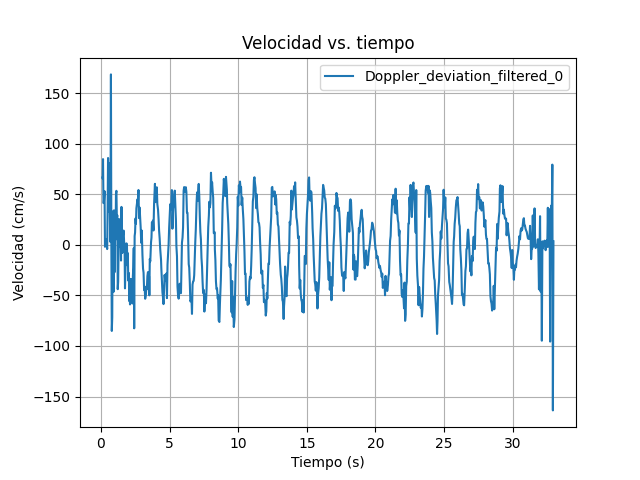 Velocidad vs. tiempo
Doppler_deviation_filtered_0
Velocidad (cm/s)
150
100
50
0
−50
−100
−150
0 5 10 15 20 25 30
Tiempo (s)